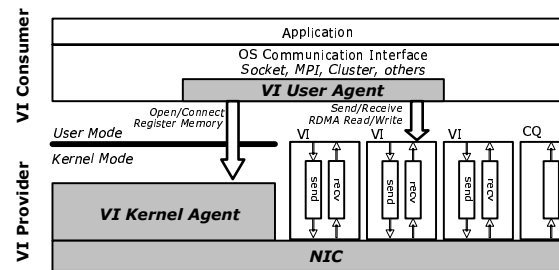 VI Consumer
Application
OS Communication Interface
Socket, MPI, Cluster, others
VI User Agent
Open/Connect
Register Memory
Send/Receive
RDMA Read/Write
User Mode
Kernel Mode
VI
VI
VI
CQ
send
recv
send
recv
send
recv
VI Provider
VI Kernel Agent
NIC